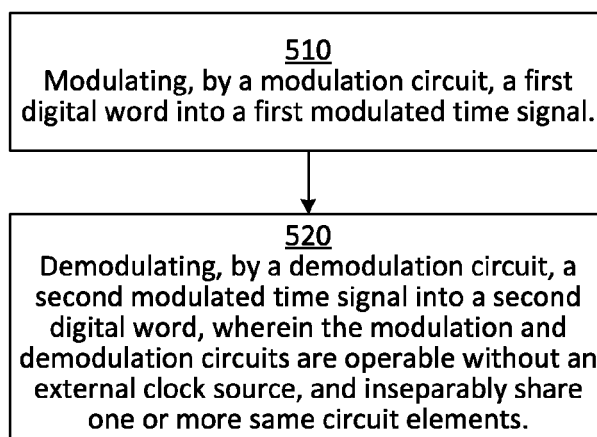 510
Modulating, by a modulation circuit, a first
digital word into a first modulated time signal.
520
Demodulating, by a demodulation circuit, a
second modulated time signal into a second
digital word, wherein the modulation and
demodulation circuits are operable without an
external clock source, and inseparably share
one or more same circuit elements.